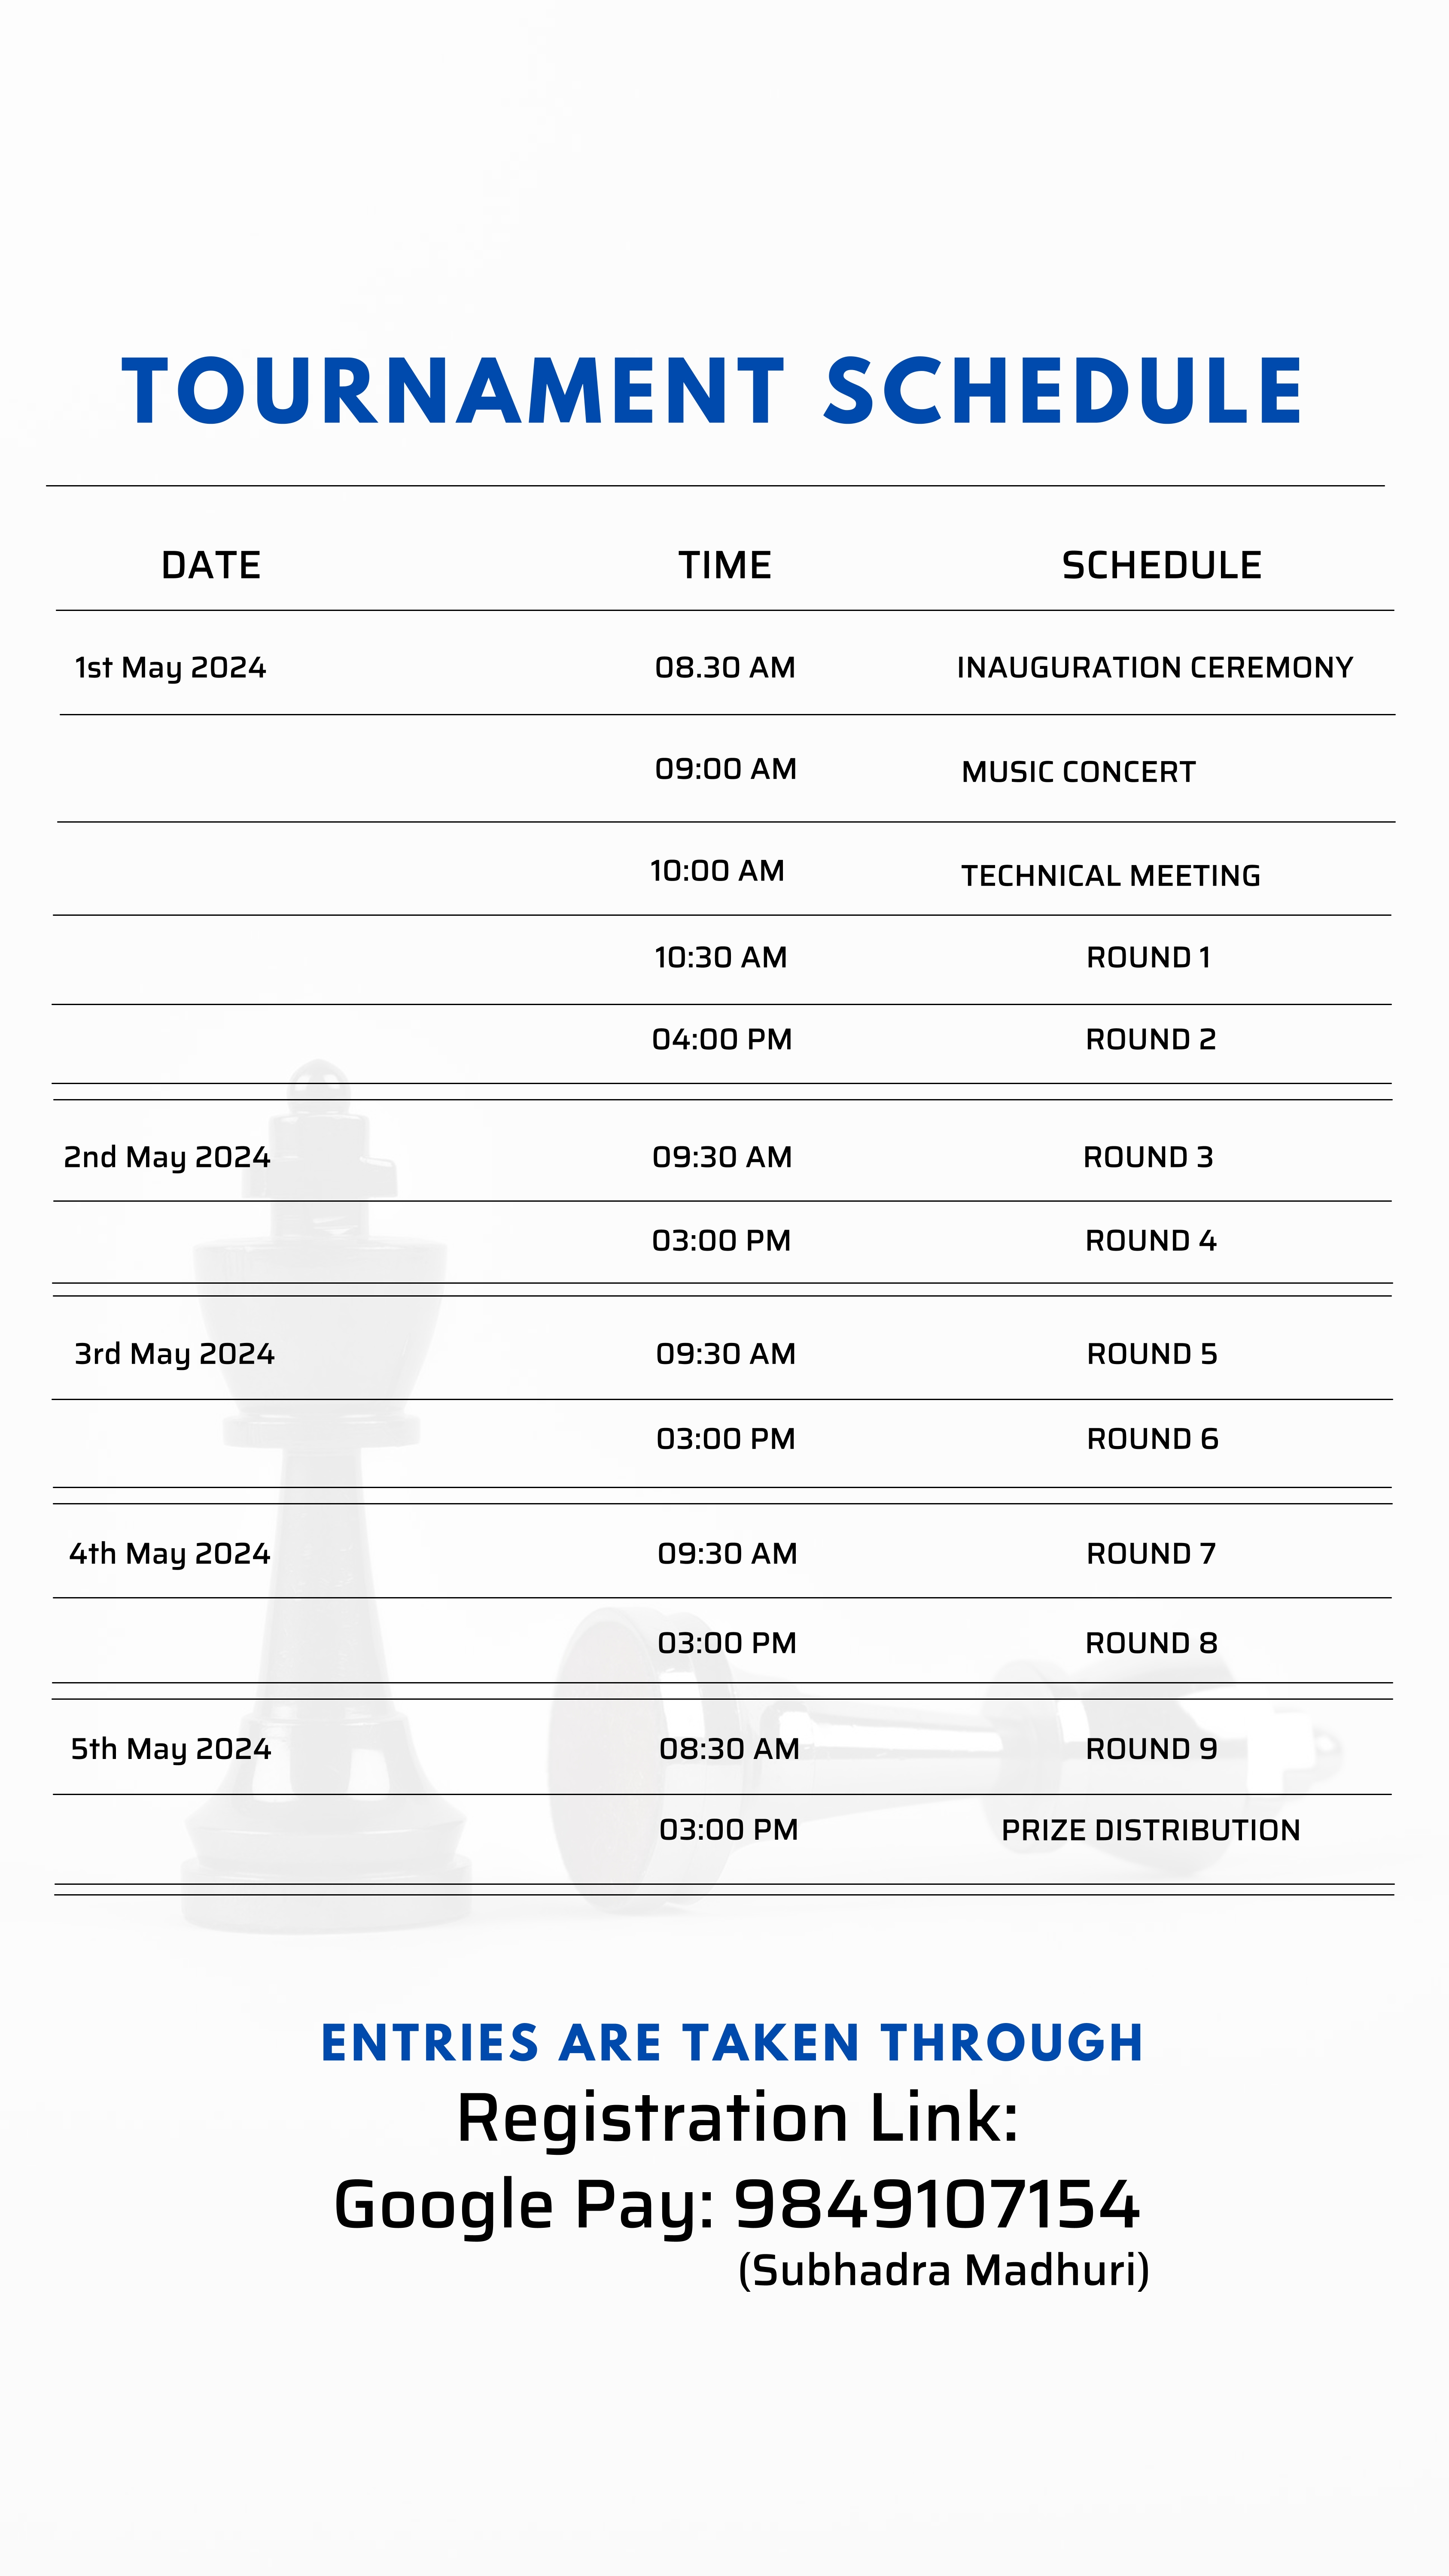 TOURNAMENT SCHEDULE
DATE TIME SCHEDULE
1st May 2024 08.30 AM INAUGURATION CEREMONY
09:00 AM MUSIC CONCERT
10:00 AM TECHNICAL MEETING
10:30 AM ROUND 1
04:00 PM ROUND 2
2nd May 2024 09:30 AM ROUND 3
03:00 PM ROUND 4
3rd May 2024 09:30 AM ROUND 5
03:00 PM ROUND 6
4th May 2024 09:30 AM ROUND 7
03:00 PM ROUND 8
5th May 2024 08:30 AM ROUND 9
03:00 PM PRIZE DISTRIBUTION
ENTRIES ARE TAKEN THROUGH
Registration Link:
Google Pay: 9849107154
(Subhadra Madhuri)